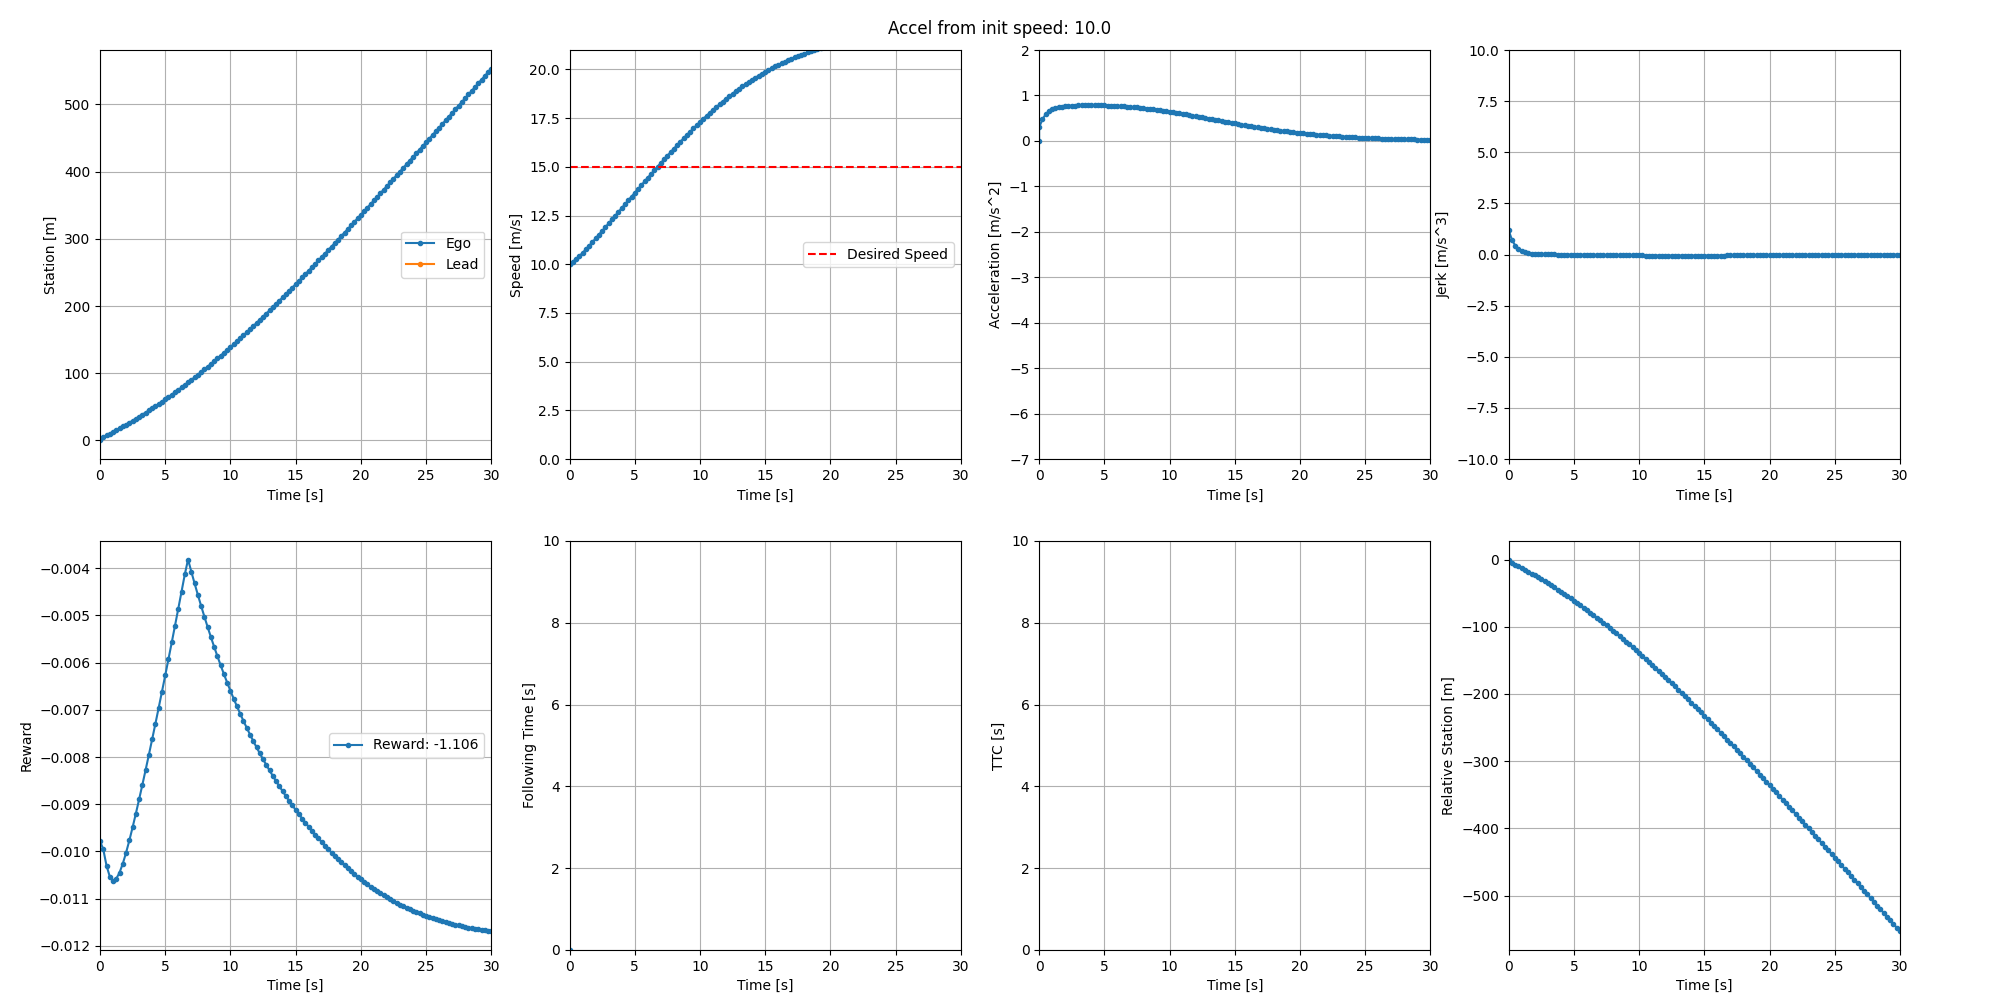 Accel from init speed: 10.0
Station [m]
500
400
300
200
100
0
0 5 10 15 20 25 30
Time [s]
Ego
Lead
Speed [m/s]
20.0
17.5
15.0
12.5
10.0
7.5
5.0
2.5
0.0
0 5 10 15 20 25 30
Time [s]
Desired Speed
Acceleration [m/s^2]
2
1
0
−1
−2
−3
−4
−5
−6
−7
0 5 10 15 20 25 30
Time [s]
Jerk [m/s^3]
10.0
7.5
5.0
2.5
0.0
−2.5
−5.0
−7.5
−10.0
0 5 10 15 20 25 30
Time [s]
Reward
−0.004
−0.005
−0.006
−0.007
−0.008
−0.009
−0.010
−0.011
−0.012
0 5 10 15 20 25 30
Time [s]
Reward: -1.106
Following Time [s]
10
8
6
4
2
0
0 5 10 15 20 25 30
Time [s]
TTC [s]
10
8
6
4
2
0
0 5 10 15 20 25 30
Time [s]
Relative Station [m]
0
−100
−200
−300
−400
−500
0 5 10 15 20 25 30
Time [s]